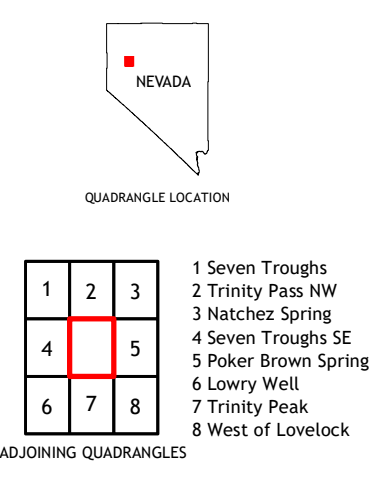 NEVADA
QUADRANGLE LOCATION
1 2 3
4 5
6 7 8
ADJOINING QUADRANGLES
1 Seven Troughs
2 Trinity Pass NW
3 Natchez Spring
4 Seven Troughs SE
5 Poker Brown Spring
6 Lowry Well
7 Trinity Peak
8 West of Lovelock